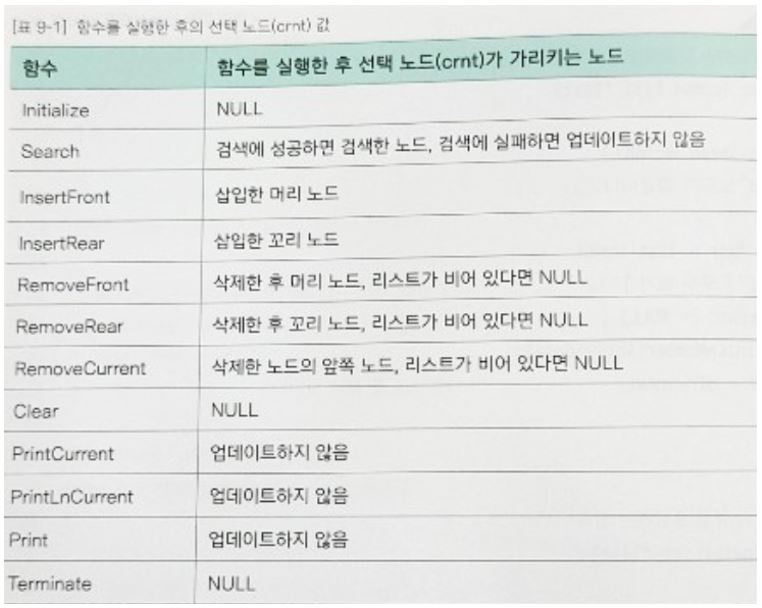 [표 9-1] 함수를 실행한 후의 선택 노드(crnt) 값
함수 함수를 실행한 후 선택 노드(crnt)가 가리키는 노드
Initialize NULL
Search 검색에 성공하면 검색한 노드, 검색에 실패하면 업데이트하지 않음
InsertFront 삽입한 머리 노드
InsertRear 삽입한 꼬리 노드
RemoveFront 삭제한 후 머리 노드, 리스트가 비어 있다면 NULL
RemoveRear 삭제한 후 꼬리 노드, 리스트가 비어 있다면 NULL
RemoveCurrent 삭제한 노드의 앞쪽 노드, 리스트가 비어 있다면 NULL
Clear NULL
PrintCurrent 업데이트하지 않음
PrintLnCurrent 업데이트하지 않음
Print 업데이트하지 않음
Terminate NULL